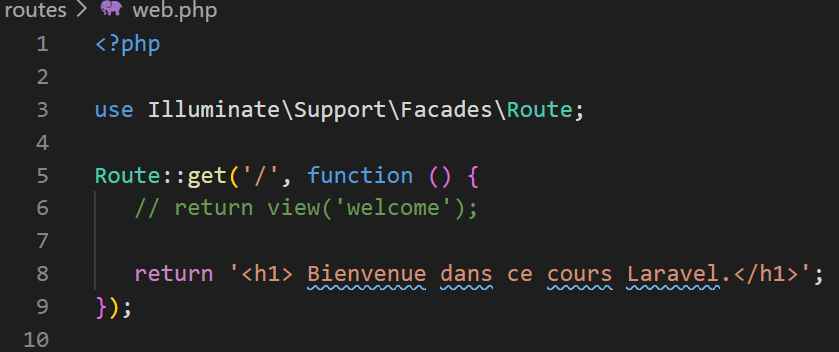 routes > web.php
1 <?php
2
3 use Illuminate\Support\Facades\Route;
4
5 Route::get('/', function () {
6 // return view('welcome');
7
8 return '<h1> Bienvenue dans ce cours Laravel.</h1>';
9 });
10